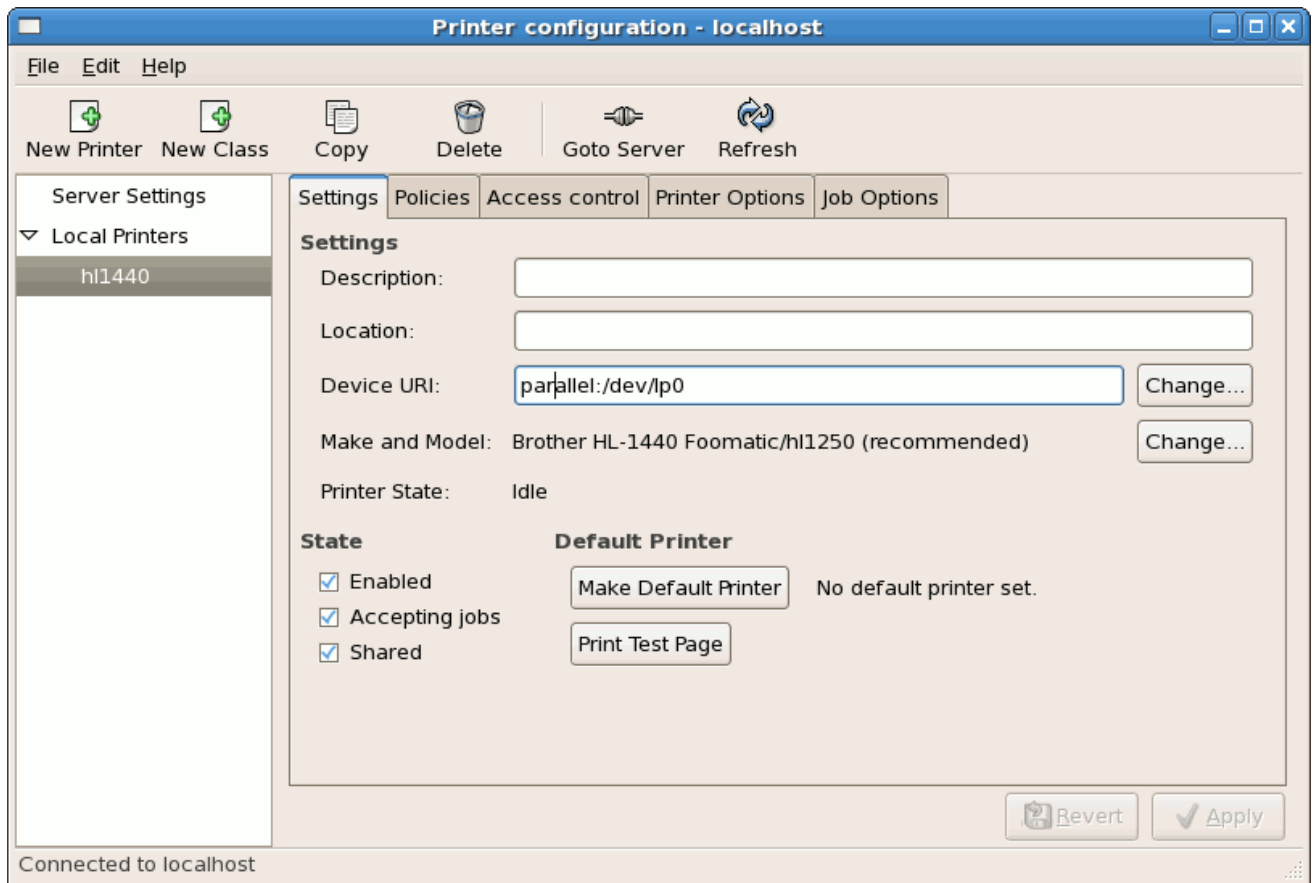 Printer configuration - localhost
File Edit Help
New Printer New Class Copy Delete Goto Server Refresh
Server Settings
Local Printers
hl1440
Settings Policies Access control Printer Options Job Options
Settings
Description:
Location:
Device URI: parallel:/dev/lp0 Change...
Make and Model: Brother HL-1440 Foomatic/hl1250 (recommended) Change...
Printer State: Idle
State Default Printer
Enabled Make Default Printer No default printer set.
Accepting jobs
Shared Print Test Page
Revert Apply
Connected to localhost